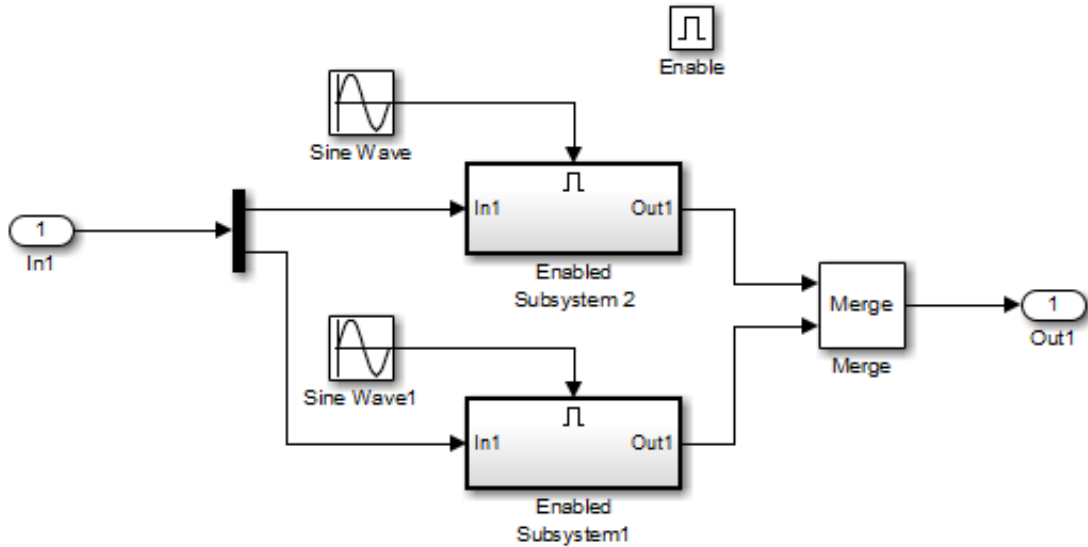 Enable
Sine Wave
In1
Out1
1
In1
Enabled
Subsystem 2
Merge
Merge
1
Out1
Sine Wave1
In1
Out1
Enabled
Subsystem1